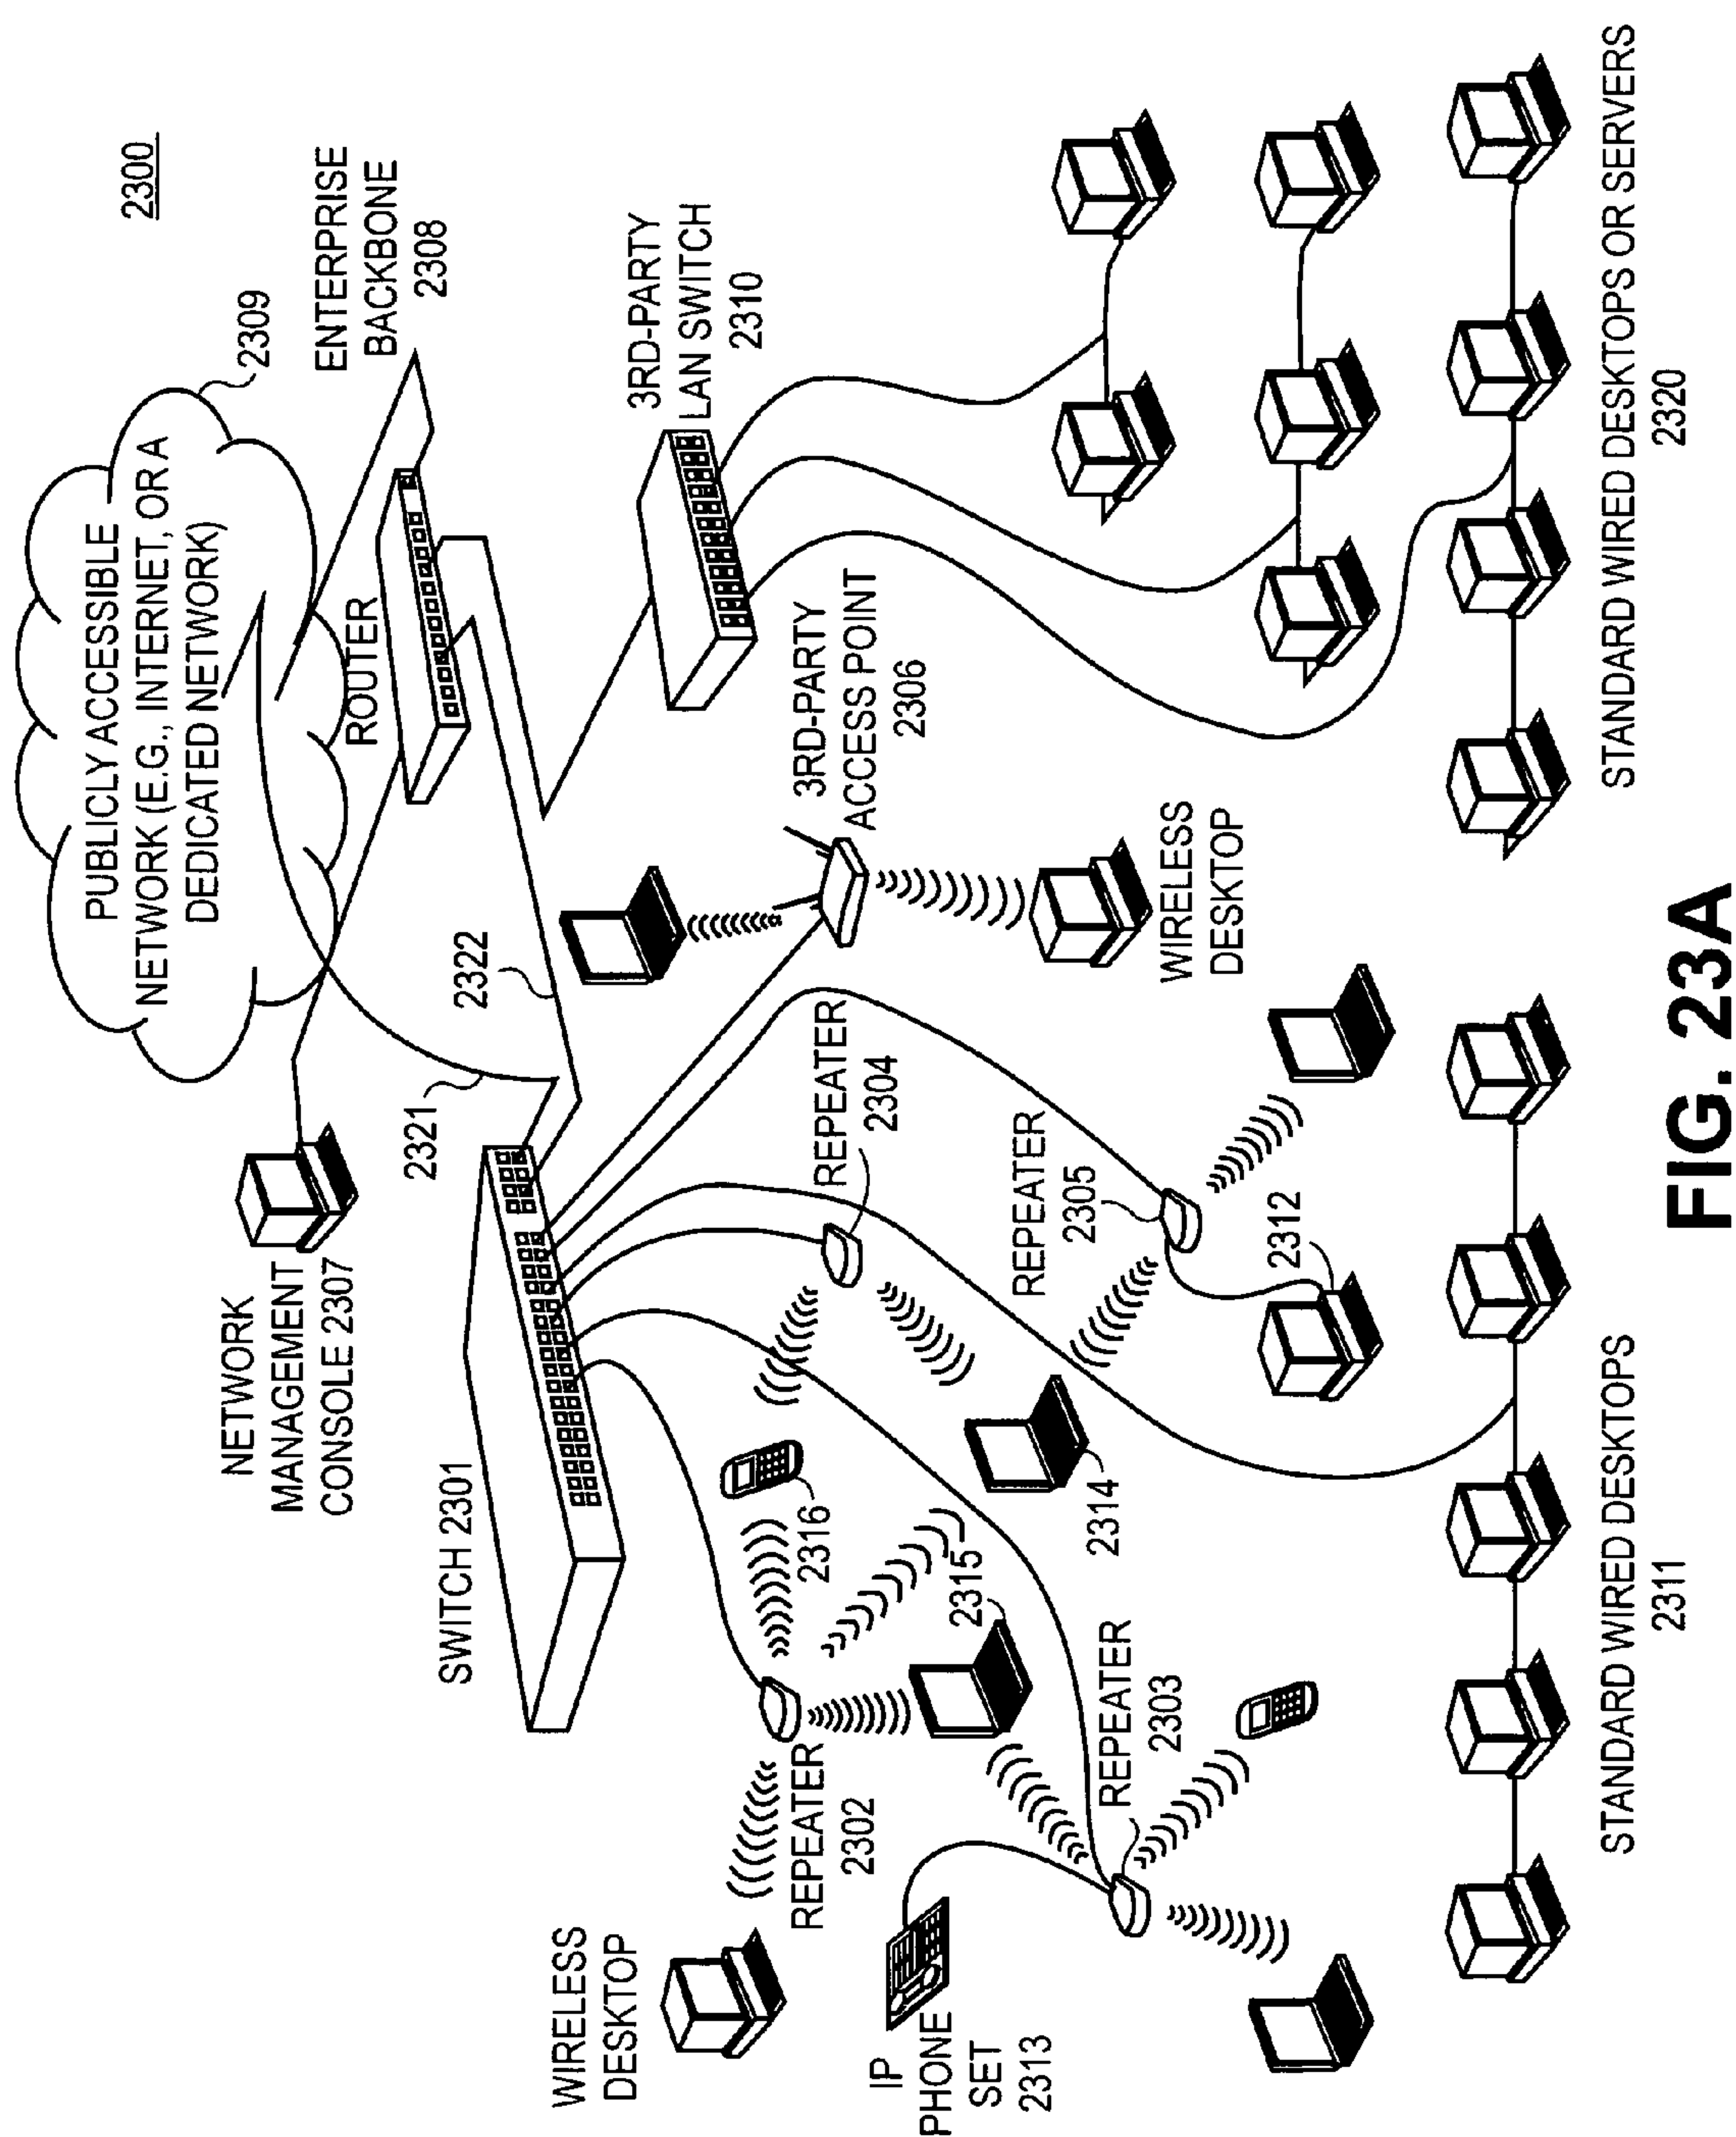 2300
PUBLICLY ACCESSIBLE
NETWORK (E.G., INTERNET, OR A
DEDICATED NETWORK)
2309
ENTERPRISE
BACKBONE
2308
ROUTER
NETWORK
MANAGEMENT
CONSOLE 2307
2321
2322
SWITCH 2301
3RD-PARTY
LAN SWITCH
2310
3RD-PARTY
ACCESS POINT
2306
WIRELESS
DESKTOP
REPEATER
2304
REPEATER
2305
2312
2316
2314
2315
REPEATER
2302
REPEATER
2303
WIRELESS
DESKTOP
IP
PHONE
SET
2313
STANDARD WIRED DESKTOPS
2311
STANDARD WIRED DESKTOPS OR SERVERS
2320
FIG. 23A